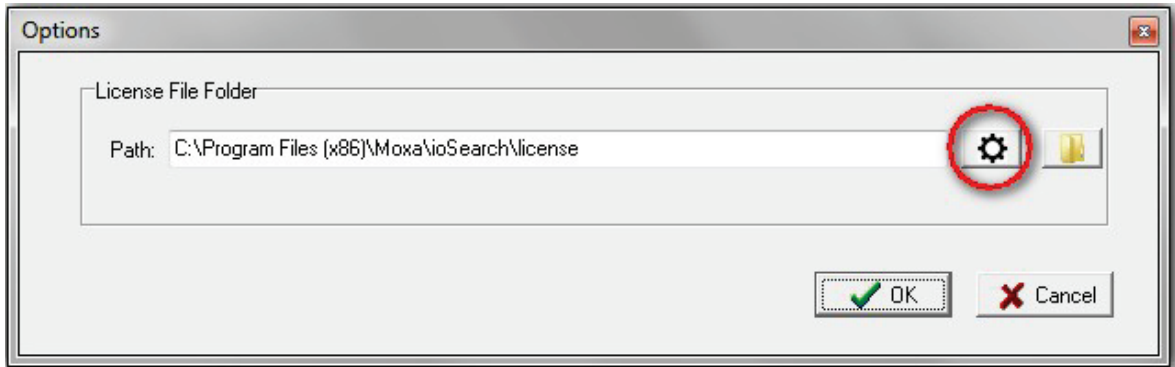 Options
License File Folder
Path: C:\Program Files (x86)\Moxa\ioSearch\license
OK Cancel